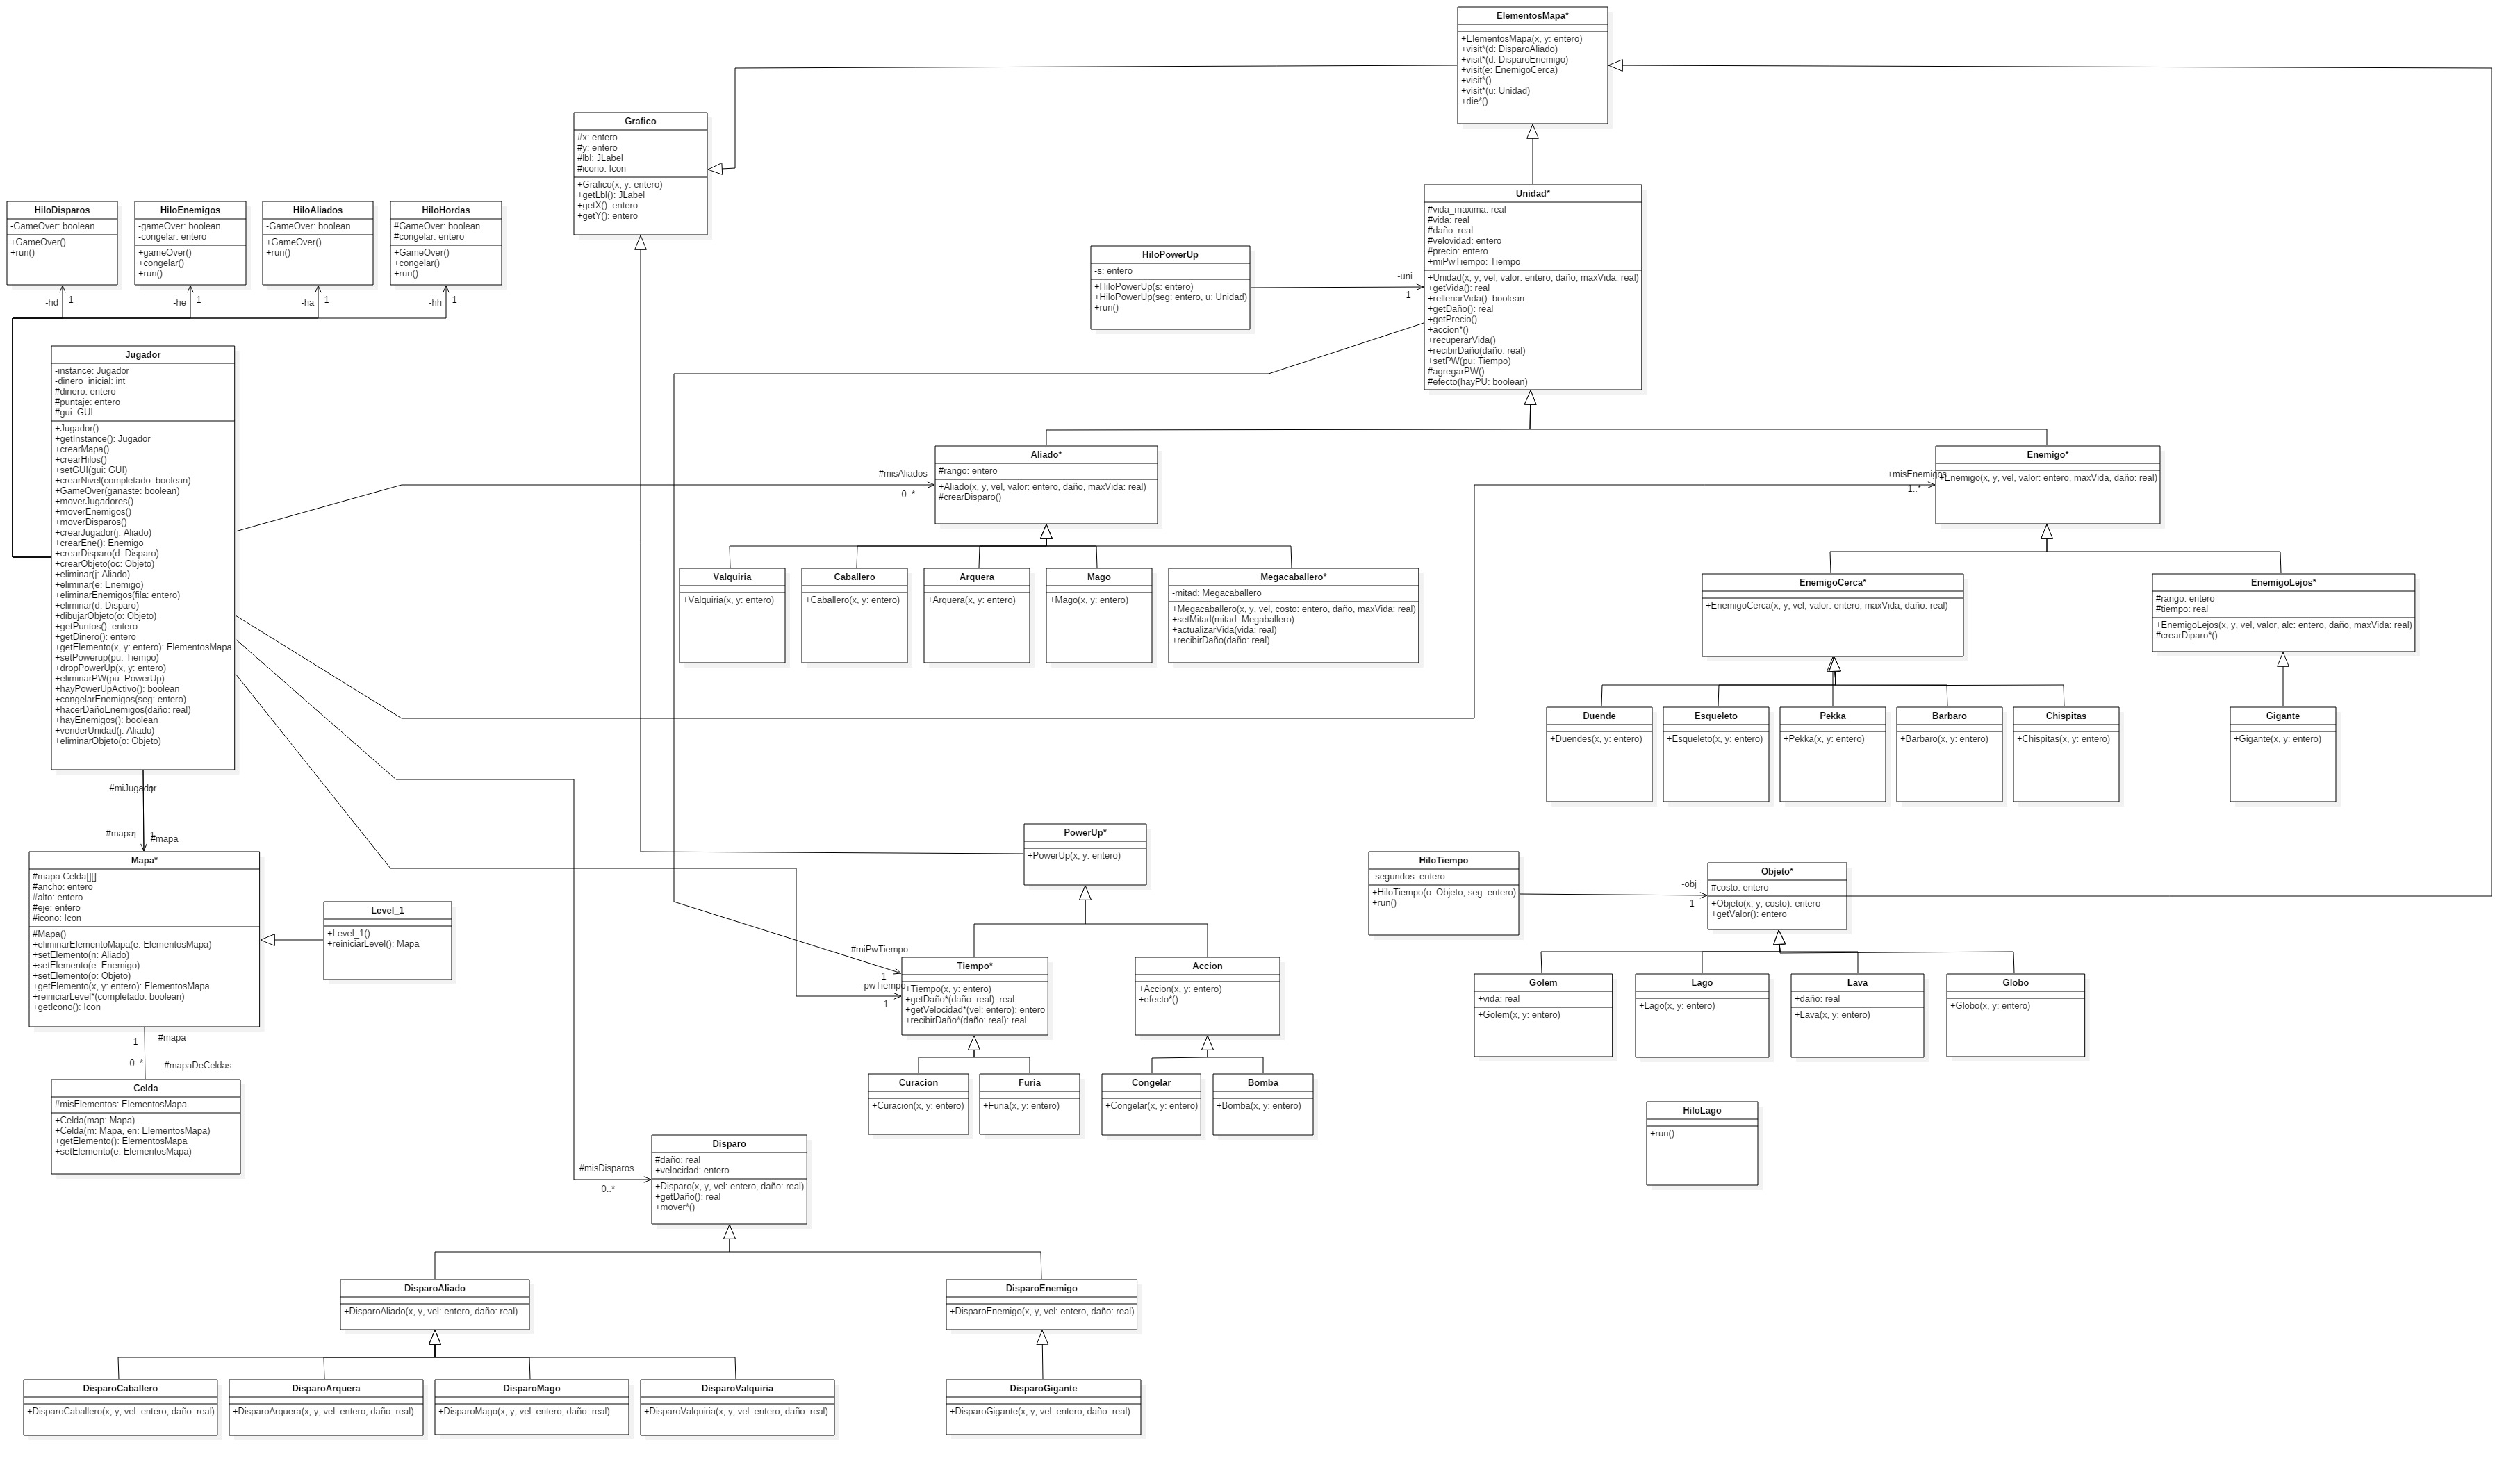 ElementosMapa*
+ElementosMapa(x, y: entero)
+visit*(d: DisparoAliado)
+visit*(d: DisparoEnemigo)
+visit(e: EnemigoCerca)
+visit*()
+visit*(u: Unidad)
+die*()
Grafico
#x: entero
#y: entero
#lbl: JLabel
#icono: Icon
+Grafico(x, y: entero)
+getLbl(): JLabel
+getX(): entero
+getY(): entero
Unidad*
#vida_maxima: real
#vida: real
#daño: real
#velovidad: entero
#precio: entero
+miPwTiempo: Tiempo
+Unidad(x, y, vel, valor: entero, daño, maxVida: real)
+getVida(): real
+rellenarVida(): boolean
+getDaño(): real
+getPrecio()
+accion*()
+recuperarVida()
+recibirDaño(daño: real)
+setPW(pu: Tiempo)
#agregarPW()
#efecto(hayPU: boolean)
HiloDisparos
-GameOver: boolean
+GameOver()
+run()
HiloEnemigos
-gameOver: boolean
-congelar: entero
+gameOver()
+congelar()
+run()
HiloAliados
-GameOver: boolean
+GameOver()
+run()
HiloHordas
#GameOver: boolean
#congelar: entero
+GameOver()
+congelar()
+run()
-hd
1
-he
1
-ha
1
-hh
1
HiloPowerUp
-s: entero
+HiloPowerUp(s: entero)
+HiloPowerUp(seg: entero, u: Unidad)
+run()
-uni
1
Jugador
-instance: Jugador
-dinero_inicial: int
#dinero: entero
#puntaje: entero
#gui: GUI
+Jugador()
+getInstance(): Jugador
+crearMapa()
+crearHilos()
+setGUI(gui: GUI)
+crearNivel(completado: boolean)
+GameOver(ganaste: boolean)
+moverJugadores()
+moverEnemigos()
+moverDisparos()
+crearJugador(j: Aliado)
+crearEne(): Enemigo
+crearDisparo(d: Disparo)
+crearObjeto(oc: Objeto)
+eliminar(j: Aliado)
+eliminar(e: Enemigo)
+eliminarEnemigos(fila: entero)
+eliminar(d: Disparo)
+dibujarObjeto(o: Objeto)
+getPuntos(): entero
+getDinero(): entero
+getElemento(x, y: entero): ElementosMapa
+setPowerup(pu: Tiempo)
+dropPowerUp(x, y: entero)
+eliminarPW(pu: PowerUp)
+hayPowerUpActivo(): boolean
+congelarEnemigos(seg: entero)
+hacerDañoEnemigos(daño: real)
+hayEnemigos(): boolean
+venderUnidad(j: Aliado)
+eliminarObjeto(o: Objeto)
#misAliados
0..*
Aliado*
#rango: entero
+Aliado(x, y, vel, valor: entero, daño, maxVida: real)
#crearDisparo()
+misEnemigos
1..*
Enemigo*
+Enemigo(x, y, vel, valor: entero, maxVida, daño: real)
Valquiria
+Valquiria(x, y: entero)
Caballero
+Caballero(x, y: entero)
Arquera
+Arquera(x, y: entero)
Mago
+Mago(x, y: entero)
Megacaballero*
-mitad: Megacaballero
+Megacaballero(x, y, vel, costo: entero, daño, maxVida: real)
+setMitad(mitad: Megaballero)
+actualizarVida(vida: real)
+recibirDaño(daño: real)
EnemigoCerca*
+EnemigoCerca(x, y, vel, valor: entero, maxVida, daño: real)
EnemigoLejos*
#rango: entero
#tiempo: real
+EnemigoLejos(x, y, vel, valor, alc: entero, daño, maxVida: real)
#crearDiparo*()
Duende
+Duendes(x, y: entero)
Esqueleto
+Esqueleto(x, y: entero)
Pekka
+Pekka(x, y: entero)
Barbaro
+Barbaro(x, y: entero)
Chispitas
+Chispitas(x, y: entero)
Gigante
+Gigante(x, y: entero)
#miJugador
1
#mapa
1
1
#mapa
Mapa*
#mapa:Celda[][]
#ancho: entero
#alto: entero
#eje: entero
#icono: Icon
#Mapa()
+eliminarElementoMapa(e: ElementosMapa)
+setElemento(n: Aliado)
+setElemento(e: Enemigo)
+setElemento(o: Objeto)
+getElemento(x, y: entero): ElementosMapa
+reiniciarLevel*(completado: boolean)
+getIcono(): Icon
Level_1
+Level_1()
+reiniciarLevel(): Mapa
1
#mapa
0..*
#mapaDeCeldas
Celda
#misElementos: ElementosMapa
+Celda(map: Mapa)
+Celda(m: Mapa, en: ElementosMapa)
+getElemento(): ElementosMapa
+setElemento(e: ElementosMapa)
PowerUp*
+PowerUp(x, y: entero)
#miPwTiempo
1
-pwTiempo
1
Tiempo*
+Tiempo(x, y: entero)
+getDaño*(daño: real): real
+getVelocidad*(vel: entero): entero
+recibirDaño*(daño: real): real
Accion
+Accion(x, y: entero)
+efecto*()
Curacion
+Curacion(x, y: entero)
Furia
+Furia(x, y: entero)
Congelar
+Congelar(x, y: entero)
Bomba
+Bomba(x, y: entero)
HiloTiempo
-segundos: entero
+HiloTiempo(o: Objeto, seg: entero)
+run()
-obj
1
Objeto*
#costo: entero
+Objeto(x, y, costo): entero
+getValor(): entero
Golem
+vida: real
+Golem(x, y: entero)
Lago
+Lago(x, y: entero)
Lava
+daño: real
+Lava(x, y: entero)
Globo
+Globo(x, y: entero)
HiloLago
+run()
#misDisparos
0..*
Disparo
#daño: real
+velocidad: entero
+Disparo(x, y, vel: entero, daño: real)
+getDaño(): real
+mover*()
DisparoAliado
+DisparoAliado(x, y, vel: entero, daño: real)
DisparoEnemigo
+DisparoEnemigo(x, y, vel: entero, daño: real)
DisparoCaballero
+DisparoCaballero(x, y, vel: entero, daño: real)
DisparoArquera
+DisparoArquera(x, y, vel: entero, daño: real)
DisparoMago
+DisparoMago(x, y, vel: entero, daño: real)
DisparoValquiria
+DisparoValquiria(x, y, vel: entero, daño: real)
DisparoGigante
+DisparoGigante(x, y, vel: entero, daño: real)